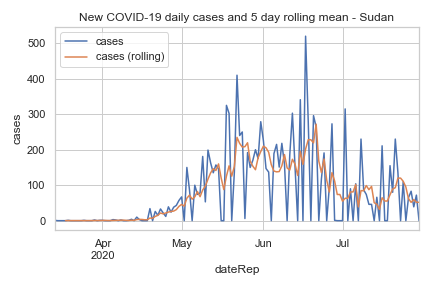 New COVID-19 daily cases and 5 day rolling mean - Sudan
cases
cases (rolling)
500
400
300
200
100
0
cases
Apr
2020
May
Jun
Jul
dateRep